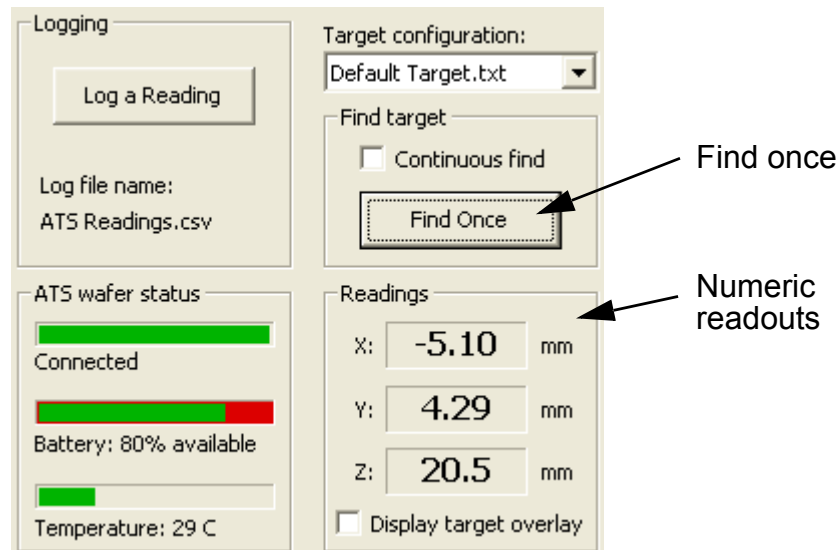 Logging
Log a Reading
Log file name:
ATS Readings.csv
Target configuration:
Default Target.txt
Find target
Continuous find
Find Once
Find once
ATS wafer status
Connected
Battery: 80% available
Temperature: 29 C
Readings
X: -5.10 mm
Y: 4.29 mm
Z: 20.5 mm
Display target overlay
Numeric
readouts